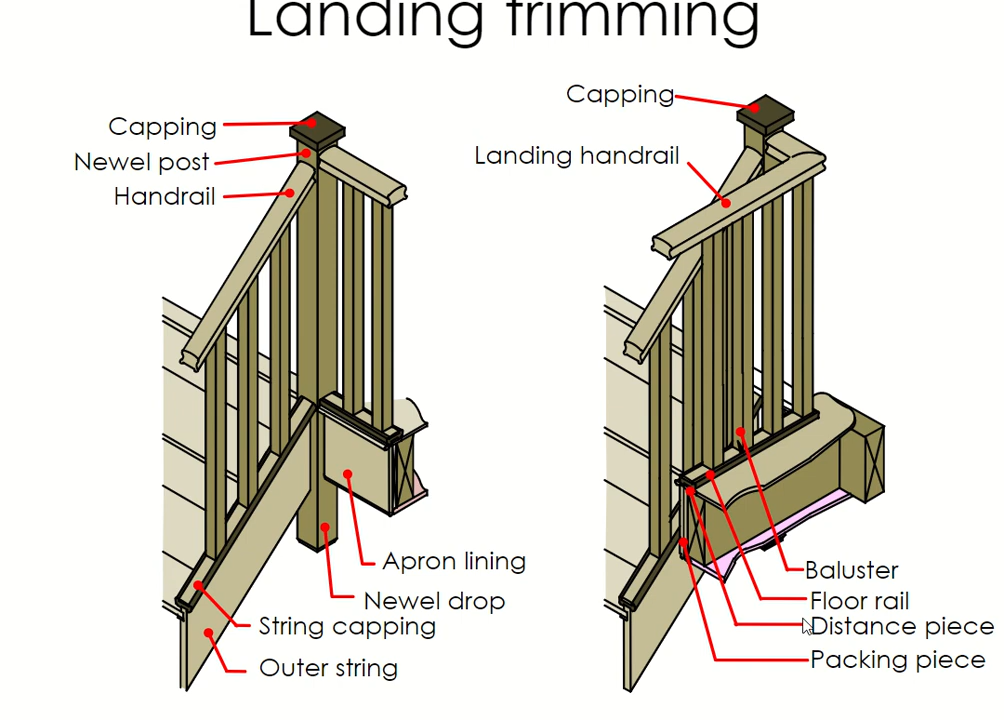 Landing trimming
Capping
Newel post
Handrail
Apron lining
Newel drop
String capping
Outer string
Capping
Landing handrail
Baluster
Floor rail
Distance piece
Packing piece